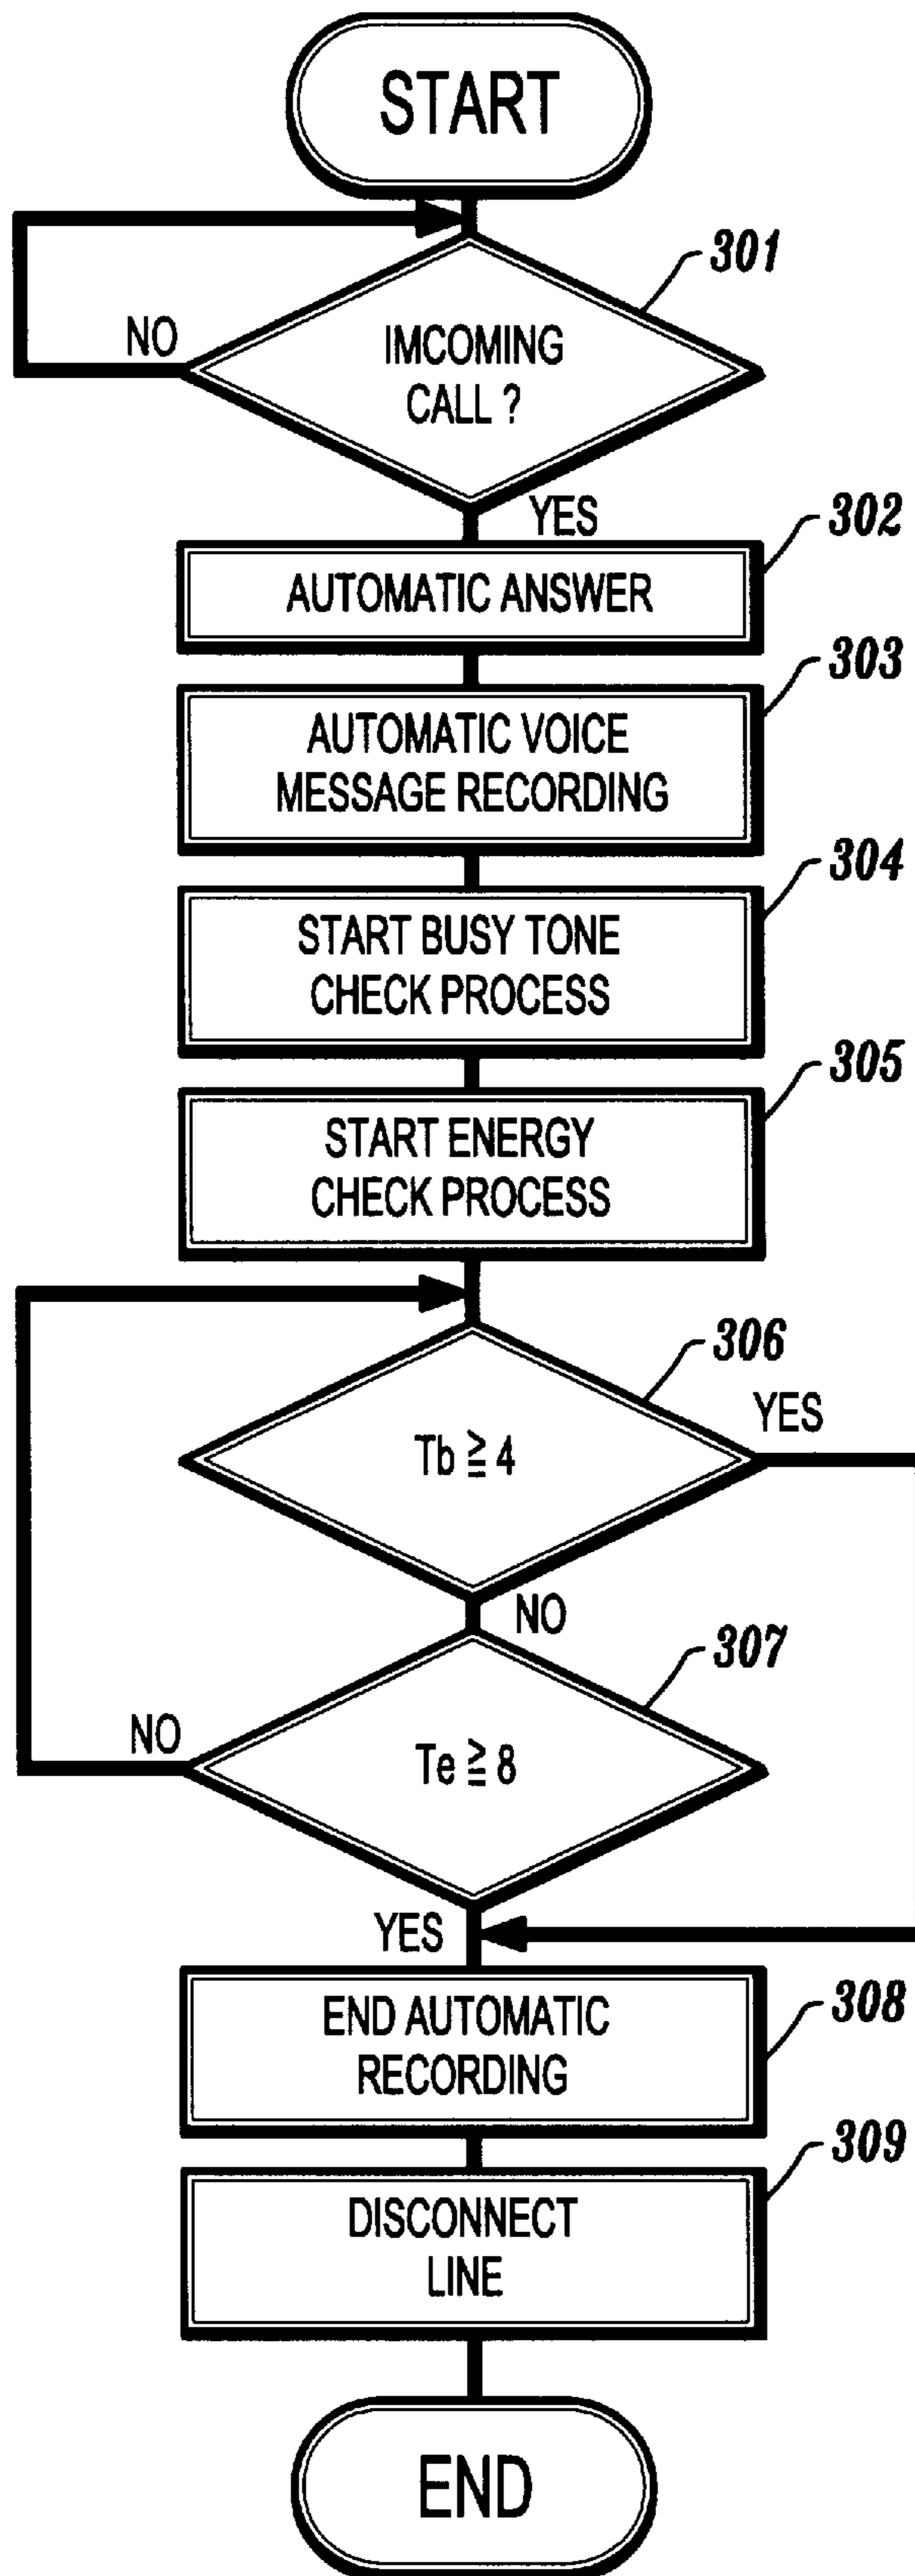 START
301
NO
IMCOMING
CALL ?
YES
302
AUTOMATIC ANSWER
303
AUTOMATIC VOICE
MESSAGE RECORDING
304
START BUSY TONE
CHECK PROCESS
305
START ENERGY
CHECK PROCESS
306
YES
Tb ≧ 4
NO
307
NO
Te ≧ 8
YES
308
END AUTOMATIC
RECORDING
309
DISCONNECT
LINE
END